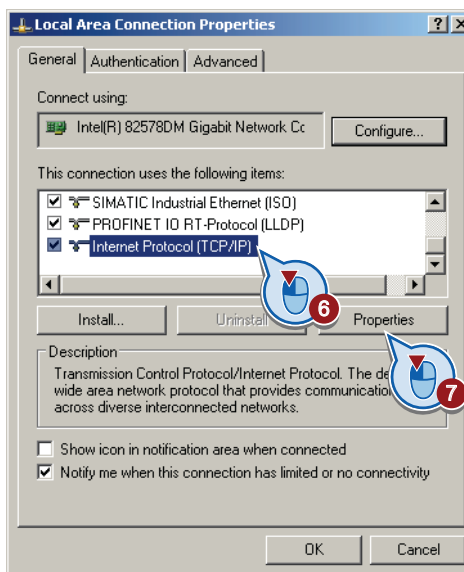 Local Area Connection Properties
General Authentication Advanced
Connect using:
Intel(R) 82578DM Gigabit Network Cc
Configure...
This connection uses the following items:
SIMATIC Industrial Ethernet (ISO)
PROFINET IO RT-Protocol (LLDP)
Internet Protocol (TCP/IP)
6
Install... Uninstall Properties
7
Description
Transmission Control Protocol/Internet Protocol. The
wide area network protocol that provides communication
across diverse interconnected networks.
Show icon in notification area when connected
Notify me when this connection has limited or no connectivity
OK Cancel